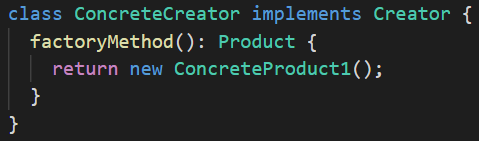 class ConcreteCreator implements Creator {
  factoryMethod(): Product {
    return new ConcreteProduct1();
  }
}